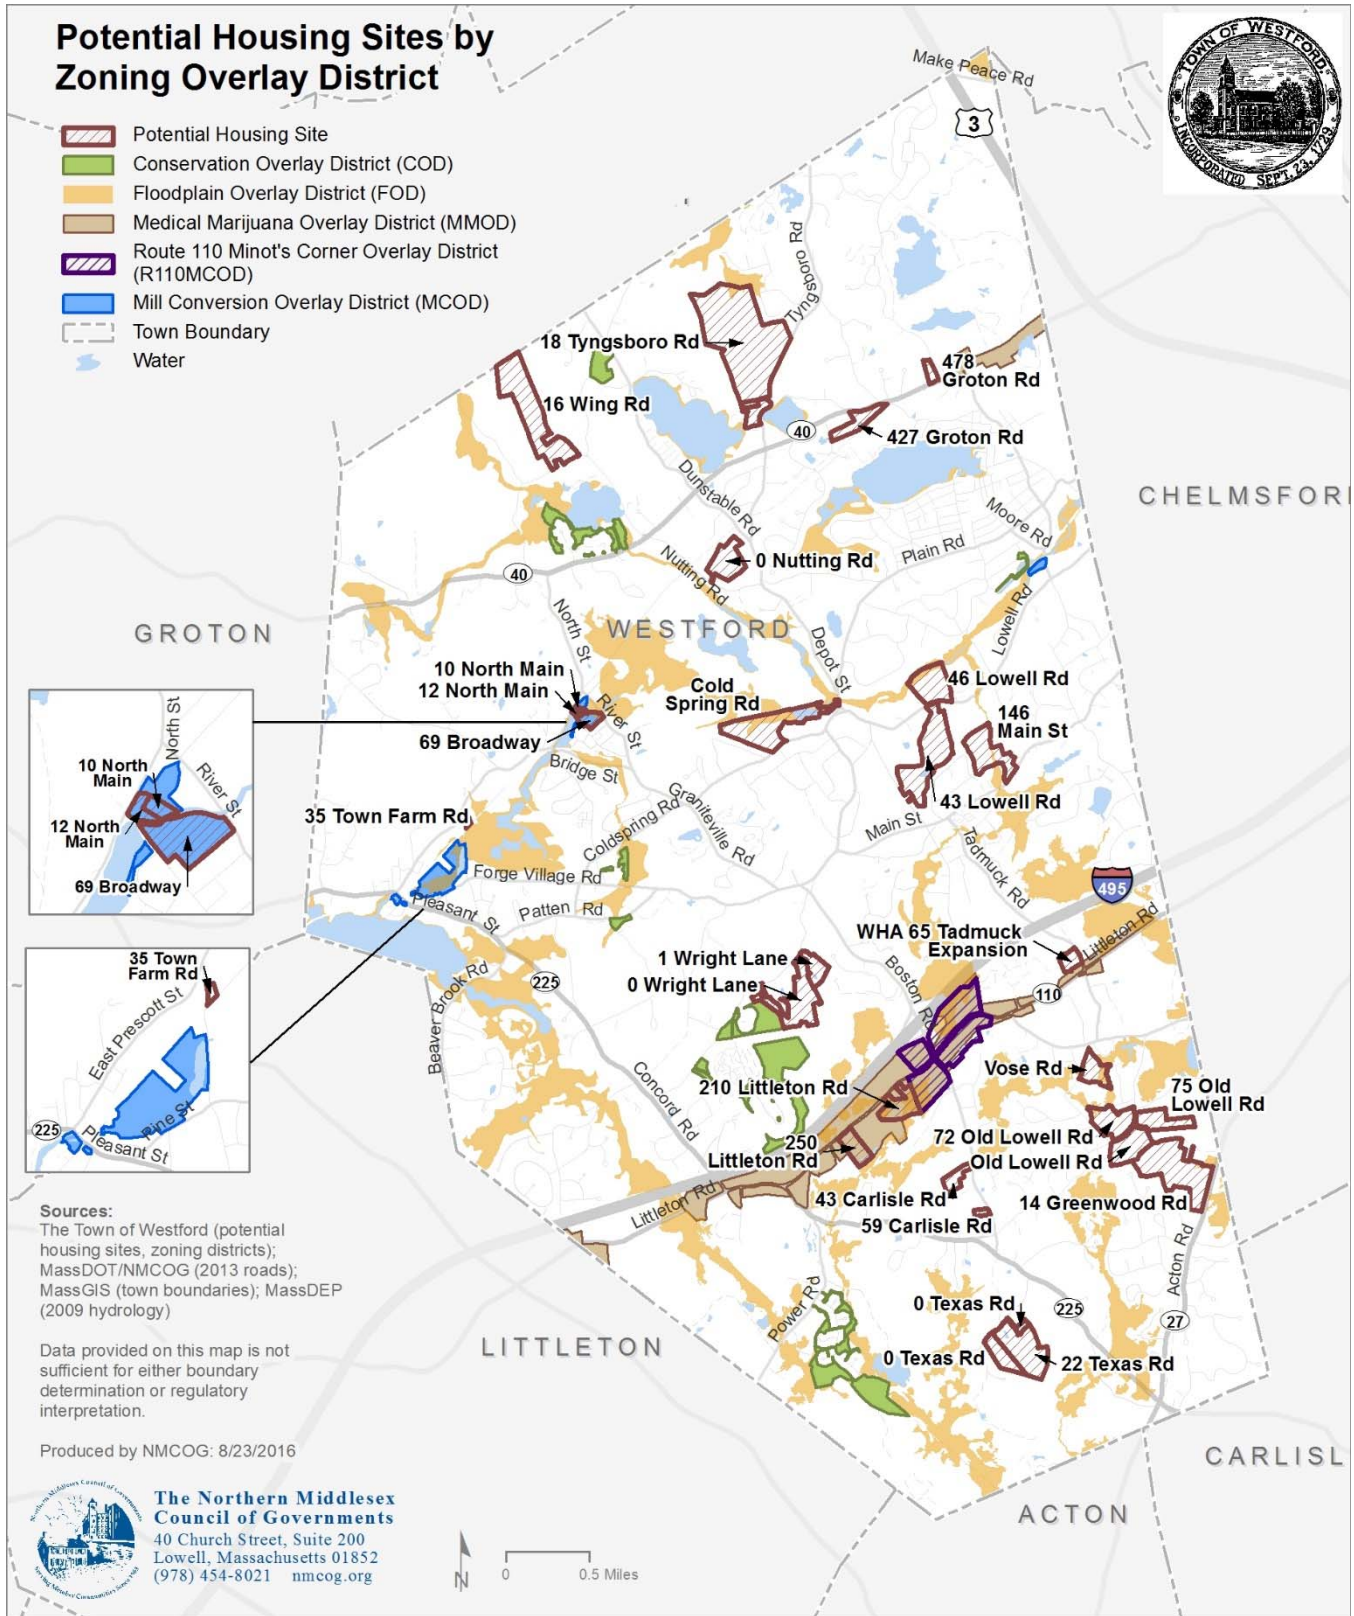 Potential Housing Sites by
Zoning Overlay District
Potential Housing Site
Conservation Overlay District (COD)
Floodplain Overlay District (FOD)
Medical Marijuana Overlay District (MMOD)
Route 110 Minot's Corner Overlay District
(R110MCOD)
Mill Conversion Overlay District (MCOD)
Town Boundary
Water
TOWN OF WESTFORD.
INCORPORATED SEPT. 23, 1729.
Make Peace Rd
3
Tyngsboro Rd
18 Tyngsboro Rd
16 Wing Rd
478
Groton Rd
427 Groton Rd
40
Dunstable Rd
CHELMSFORD
Moore Rd
Plain Rd
0 Nutting Rd
Nutting Rd
40
Lowell Rd
North St
GROTON
WESTFORD
Depot St
10 North Main
12 North Main
69 Broadway
River St
Cold
Spring Rd
46 Lowell Rd
146
Main St
43 Lowell Rd
Bridge St
Graniteville Rd
Coldspring Rd
Main St
35 Town Farm Rd
Forge Village Rd
Pleasant St
Patten Rd
Tadmuck Rd
495
Littleton Rd
WHA 65 Tadmuck
Expansion
1 Wright Lane
0 Wright Lane
Boston Rd
110
225
Beaver Brook Rd
Concord Rd
210 Littleton Rd
Vose Rd
75 Old
Lowell Rd
72 Old Lowell Rd
Old Lowell Rd
250
Littleton Rd
43 Carlisle Rd
14 Greenwood Rd
59 Carlisle Rd
Littleton Rd
Acton Rd
Power Rd
225
27
0 Texas Rd
0 Texas Rd
22 Texas Rd
LITTLETON
CARLISL
ACTON
North St
10 North
Main
River St
12 North
Main
69 Broadway
35 Town
Farm Rd
East Prescott St
Pine St
225
Pleasant St
Sources:
The Town of Westford (potential
housing sites, zoning districts);
MassDOT/NMCOG (2013 roads);
MassGIS (town boundaries); MassDEP
(2009 hydrology)
Data provided on this map is not
sufficient for either boundary
determination or regulatory
interpretation.
Produced by NMCOG: 8/23/2016
The Northern Middlesex
Council of Governments
40 Church Street, Suite 200
Lowell, Massachusetts 01852
(978) 454-8021 nmcog.org
Northern Middlesex Council of Governments
N
0 0.5 Miles